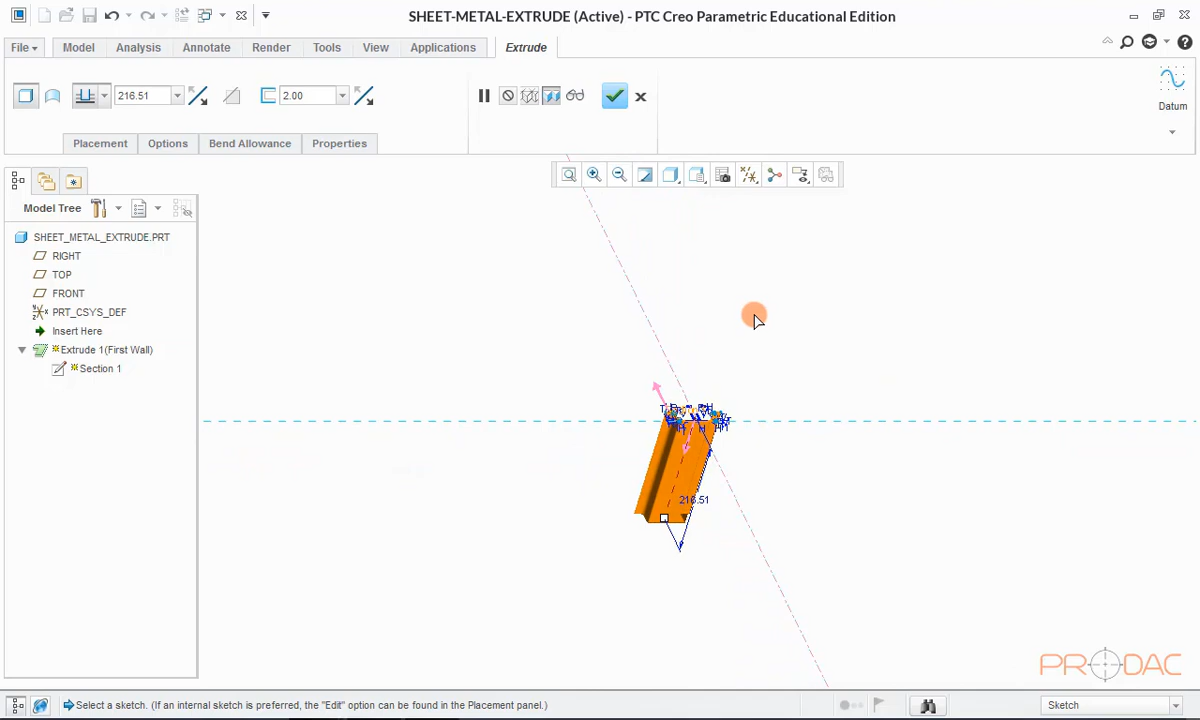 SHEET-METAL-EXTRUDE (Active) - PTC Creo Parametric Educational Edition
File Model Analysis Annotate Render Tools View Applications Extrude
216.51 2.00
Datum
Placement Options Bend Allowance Properties
Model Tree
SHEET_METAL_EXTRUDE.PRT
RIGHT
TOP
FRONT
PRT_CSYS_DEF
Insert Here
Extrude 1(First Wall)
Section 1
216.51
PRODAC
Select a sketch. (If an internal sketch is preferred, the "Edit" option can be found in the Placement panel.)
Sketch